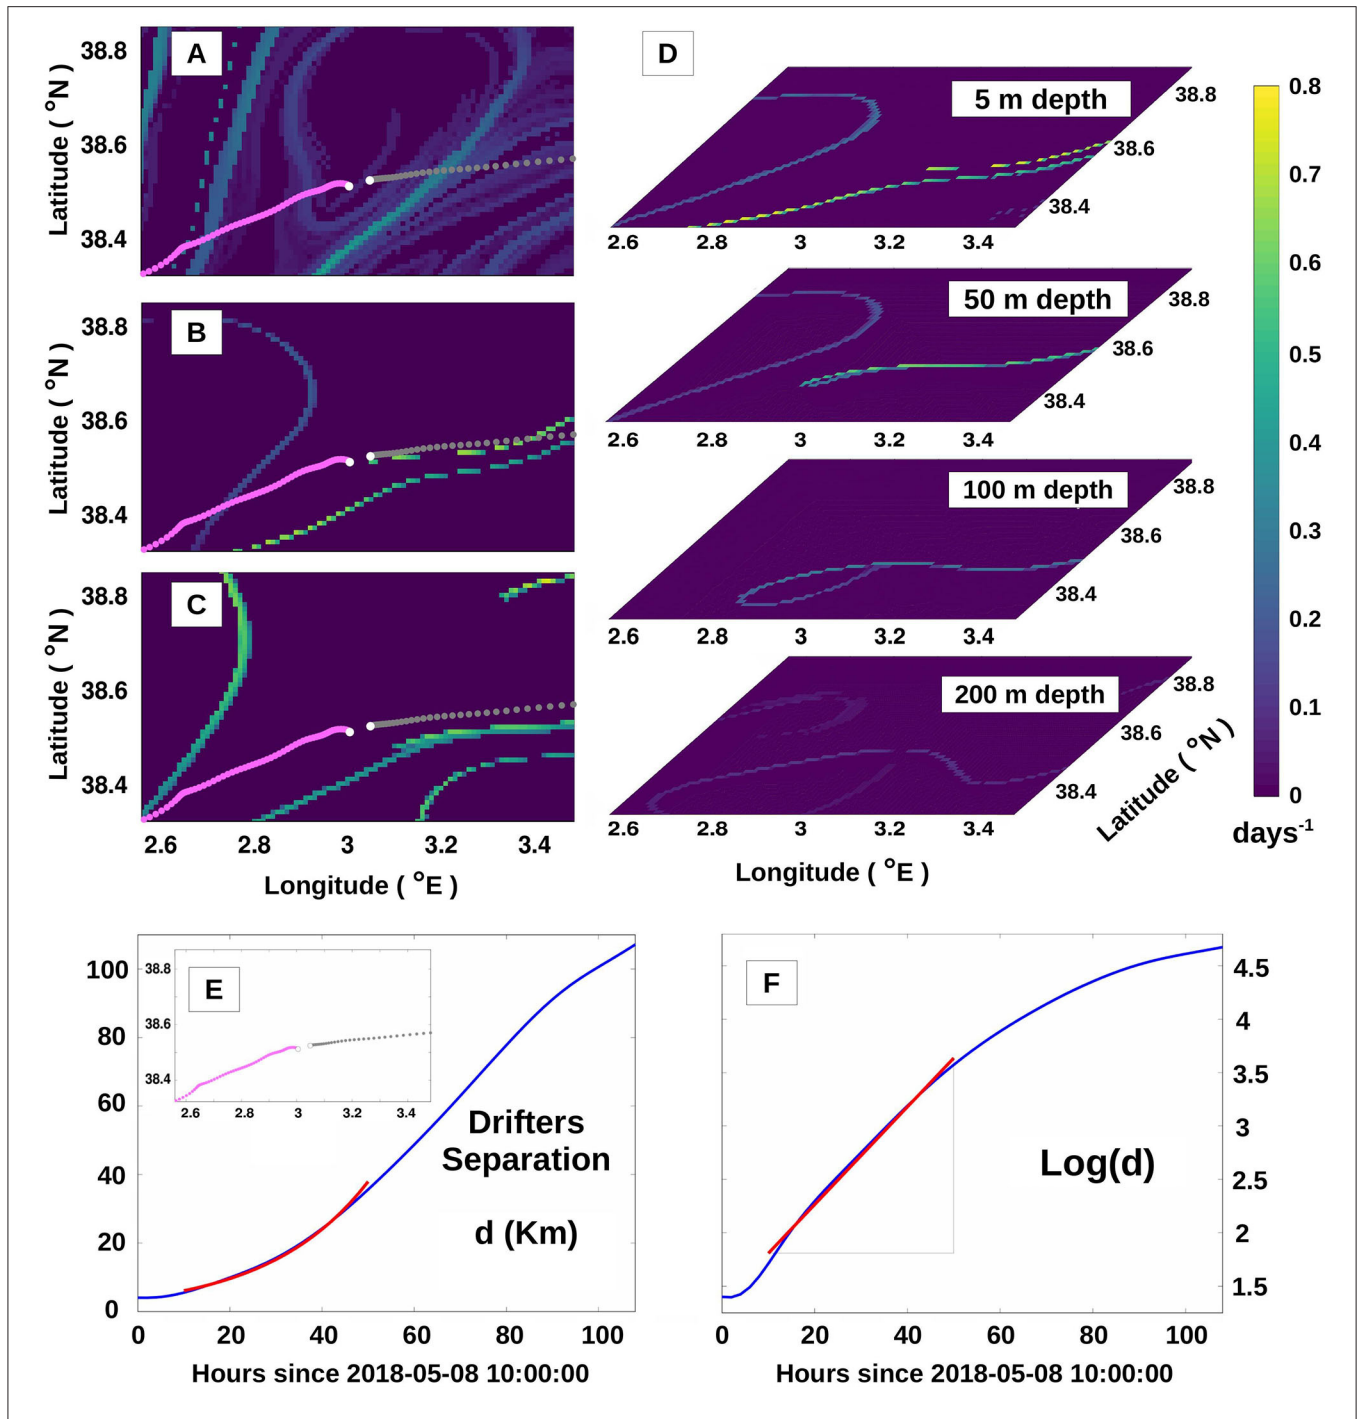 A
38.8
38.6
38.4
Latitude ( °N )
B
38.8
38.6
38.4
Latitude ( °N )
C
38.8
38.6
38.4
Latitude ( °N )
2.6 2.8 3 3.2 3.4
Longitude ( °E )
D
5 m depth
38.8
38.6
38.4
2.6 2.8 3 3.2 3.4
50 m depth
38.8
38.6
38.4
2.6 2.8 3 3.2 3.4
100 m depth
38.8
38.6
38.4
2.6 2.8 3 3.2 3.4
200 m depth
38.8
38.6
38.4
Latitude ( °N )
2.6 2.8 3 3.2 3.4
Longitude ( °E )
0.8
0.7
0.6
0.5
0.4
0.3
0.2
0.1
0
days-1
E
38.8
38.6
38.4
2.6 2.8 3 3.2 3.4
100
80
60
40
20
0
Drifters
Separation
d (Km)
0 20 40 60 80 100
Hours since 2018-05-08 10:00:00
F
4.5
4
3.5
3
2.5
2
1.5
Log(d)
0 20 40 60 80 100
Hours since 2018-05-08 10:00:00